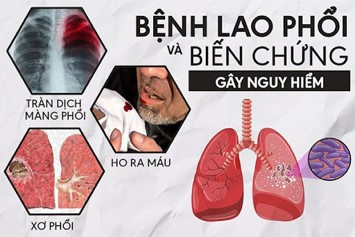 BỆNH LAO PHỔI
VÀ BIẾN CHỨNG
GÂY NGUY HIỂM
TRÀN DỊCH
MÀNG PHỔI
HO RA MÁU
XƠ PHỔI